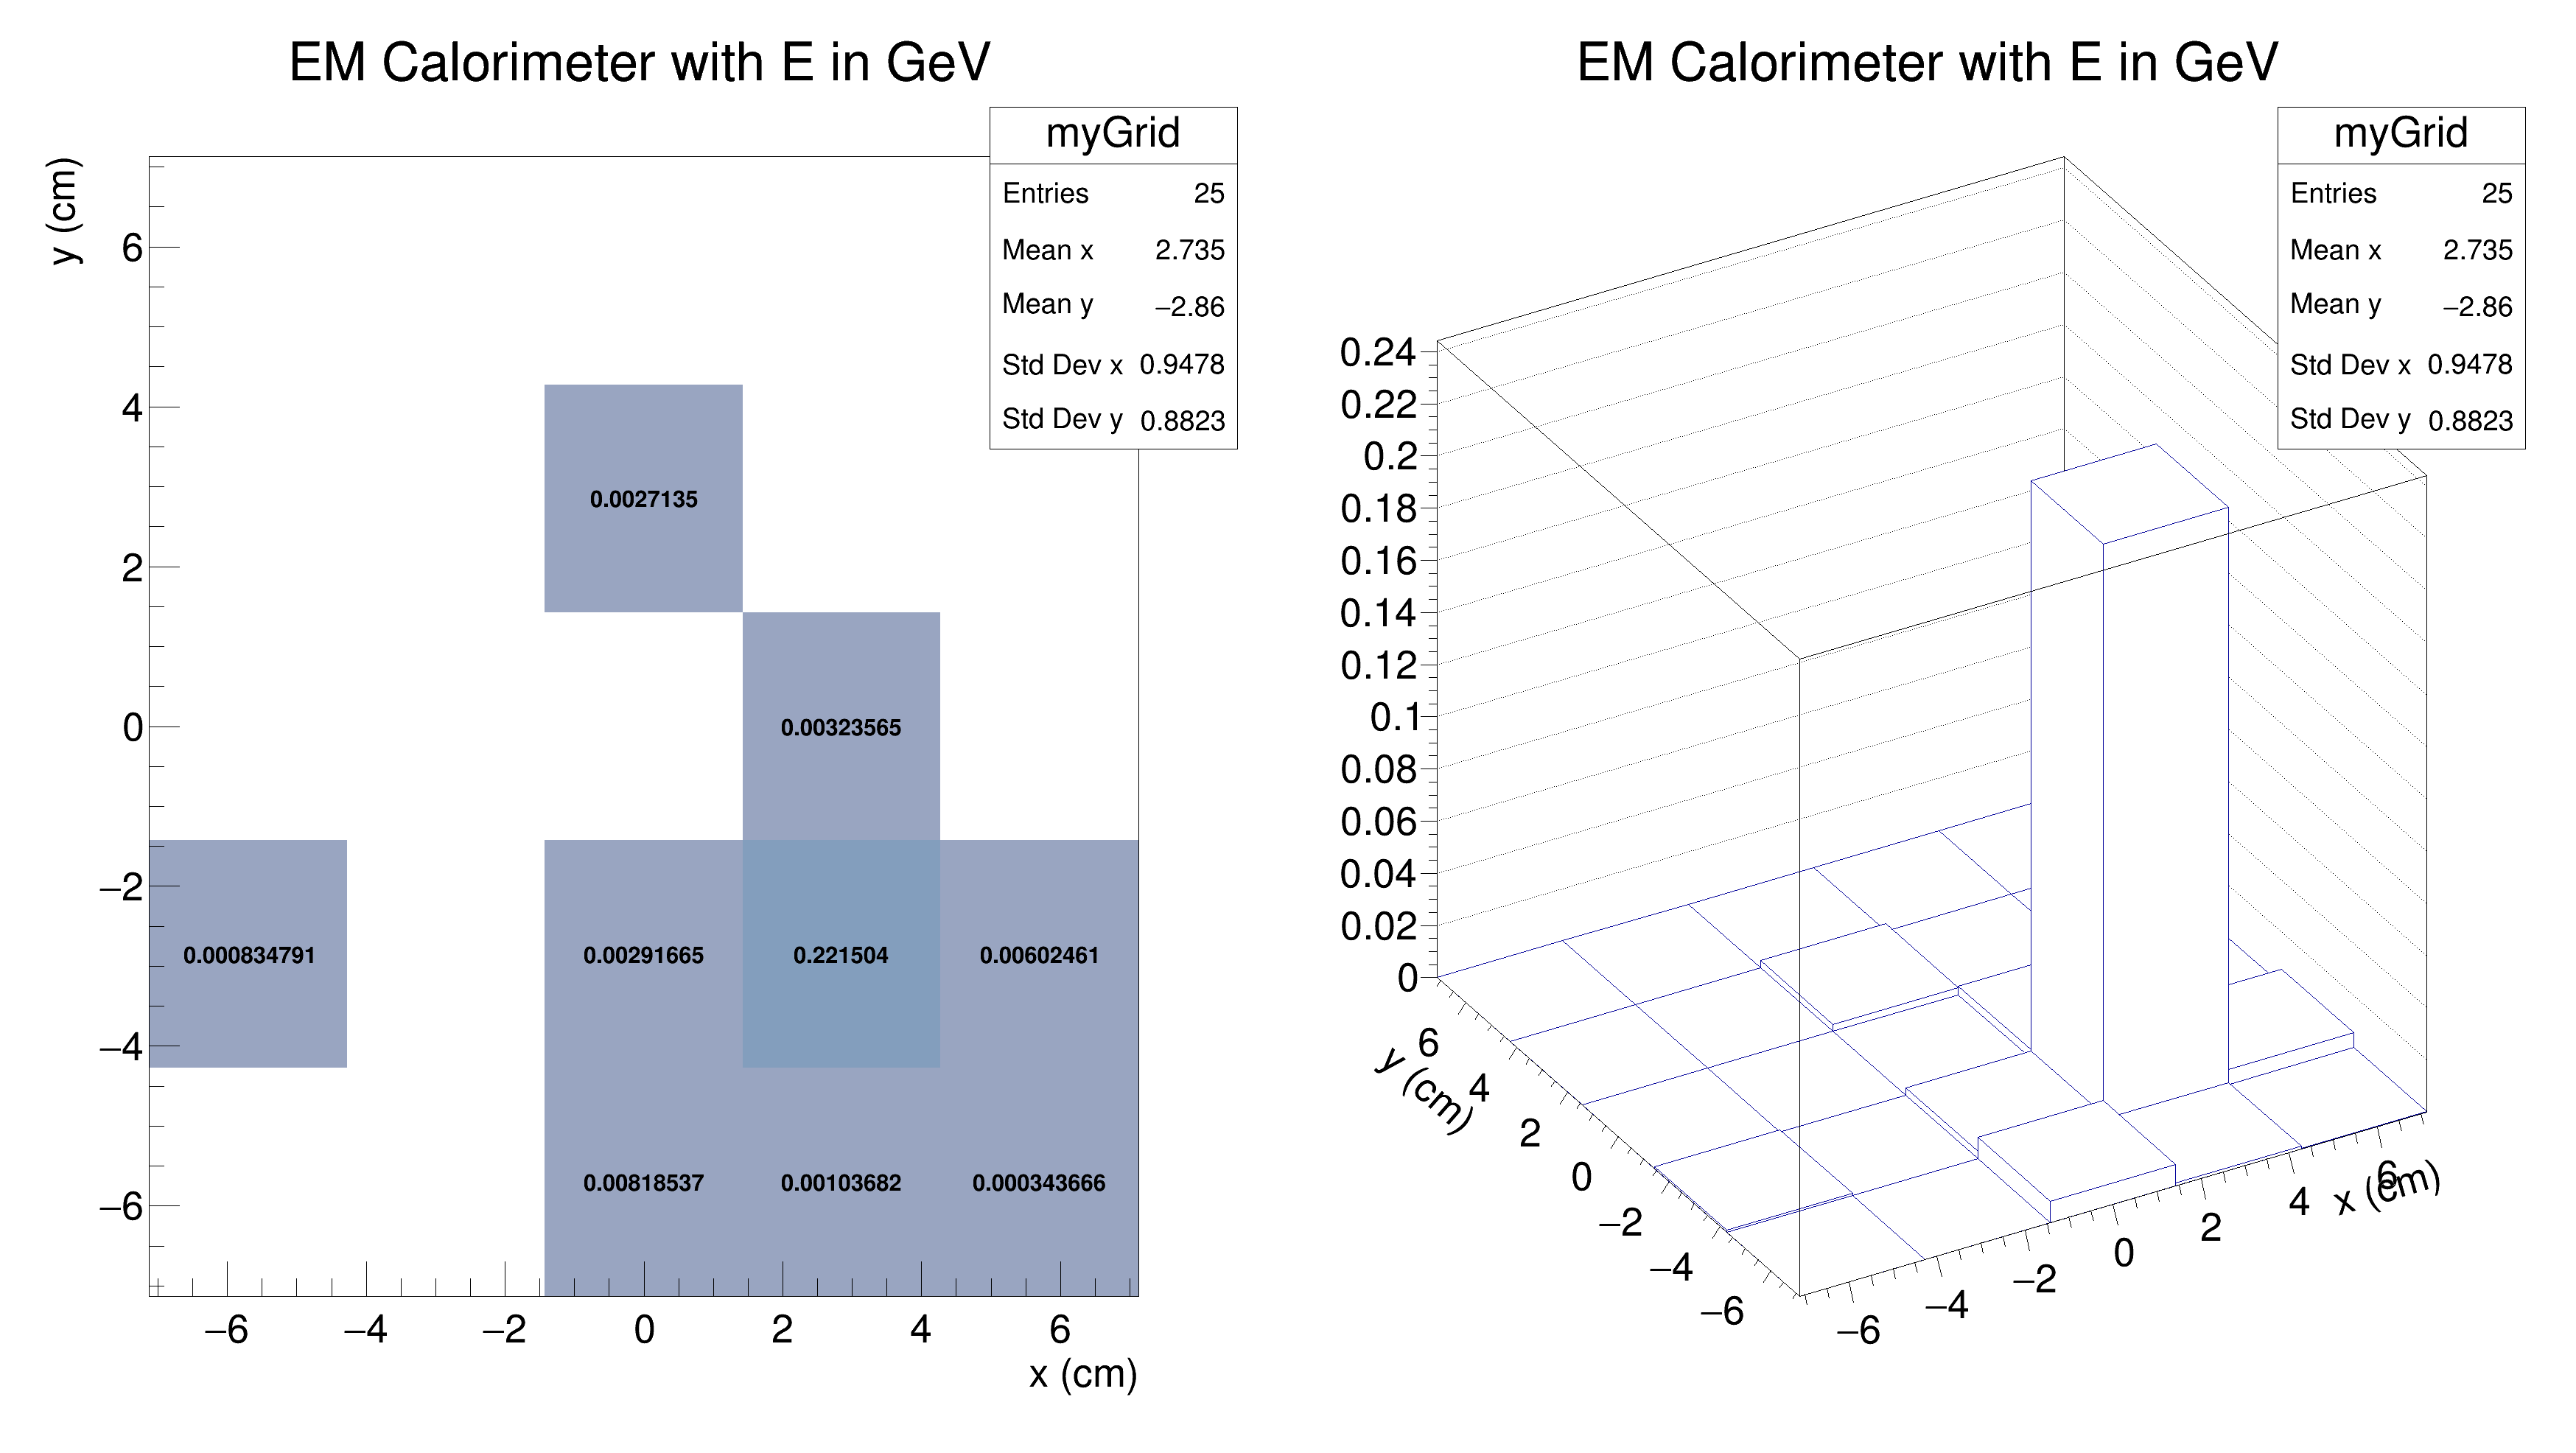 EM Calorimeter with E in GeV
myGrid
Entries 25
Mean x 2.735
Mean y −2.86
Std Dev x 0.9478
Std Dev y 0.8823
y (cm)
6
4
2
0
−2
−4
−6
0.0027135
0.00323565
0.000834791
0.00291665
0.221504
0.00602461
0.00818537
0.00103682
0.000343666
−6 −4 −2 0 2 4 6
x (cm)
EM Calorimeter with E in GeV
myGrid
Entries 25
Mean x 2.735
Mean y −2.86
Std Dev x 0.9478
Std Dev y 0.8823
0.24
0.22
0.2
0.18
0.16
0.14
0.12
0.1
0.08
0.06
0.04
0.02
0
y (cm)
6
4
2
0
−2
−4
−6
−6 −4 −2 0 2 4 6
x (cm)